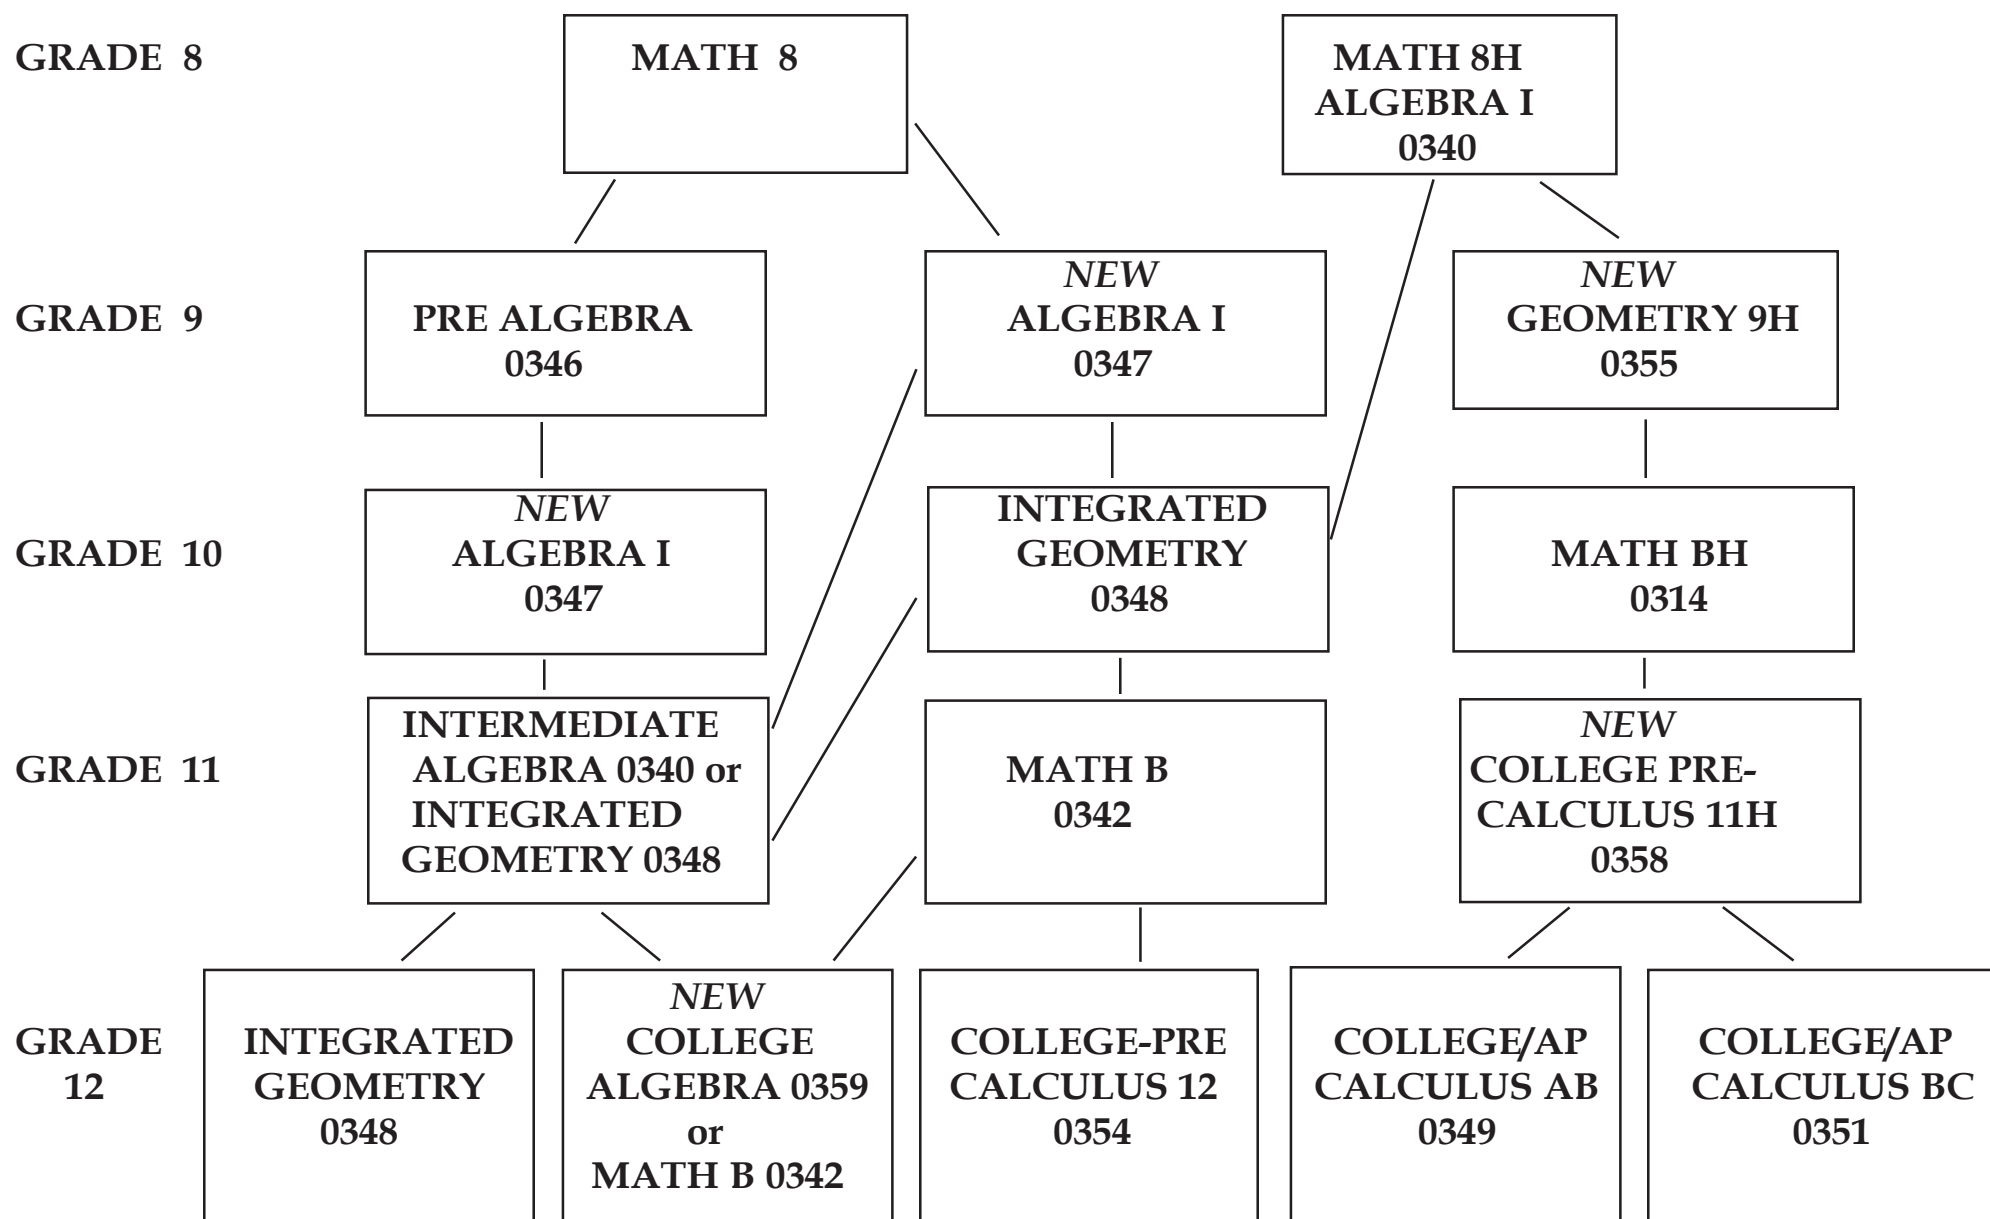 GRADE 8
MATH 8
MATH 8H
ALGEBRA I
0340
GRADE 9
PRE ALGEBRA
0346
NEW
ALGEBRA I
0347
NEW
GEOMETRY 9H
0355
GRADE 10
NEW
ALGEBRA I
0347
INTEGRATED
GEOMETRY
0348
MATH BH
0314
GRADE 11
INTERMEDIATE
ALGEBRA 0340 or
INTEGRATED
GEOMETRY 0348
MATH B
0342
NEW
COLLEGE PRE-
CALCULUS 11H
0358
GRADE
12
INTEGRATED
GEOMETRY
0348
NEW
COLLEGE
ALGEBRA 0359
or
MATH B 0342
COLLEGE-PRE
CALCULUS 12
0354
COLLEGE/AP
CALCULUS AB
0349
COLLEGE/AP
CALCULUS BC
0351